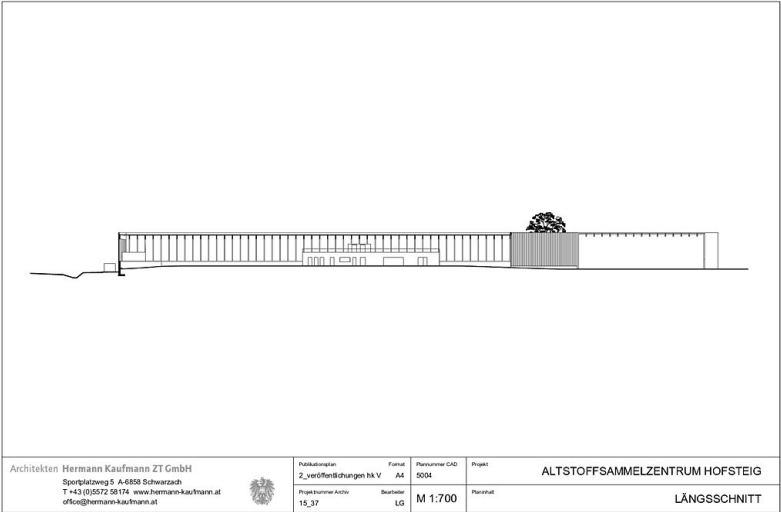 Architekten Hermann Kaufmann ZT GmbH
Sportplatzweg 5 A-6858 Schwarzach
T +43 (0)5572 58174 www.hermann-kaufmann.at
office@hermann-kaufmann.at
Publikationsplan Format
2_veröffentlichungen hk V A4
Projektnummer Archiv Bearbeiter
15_37 LG
Plannummer CAD
5004
M 1:700
Projekt
ALTSTOFFSAMMELZENTRUM HOFSTEIG
Planinhalt
LÄNGSSCHNITT